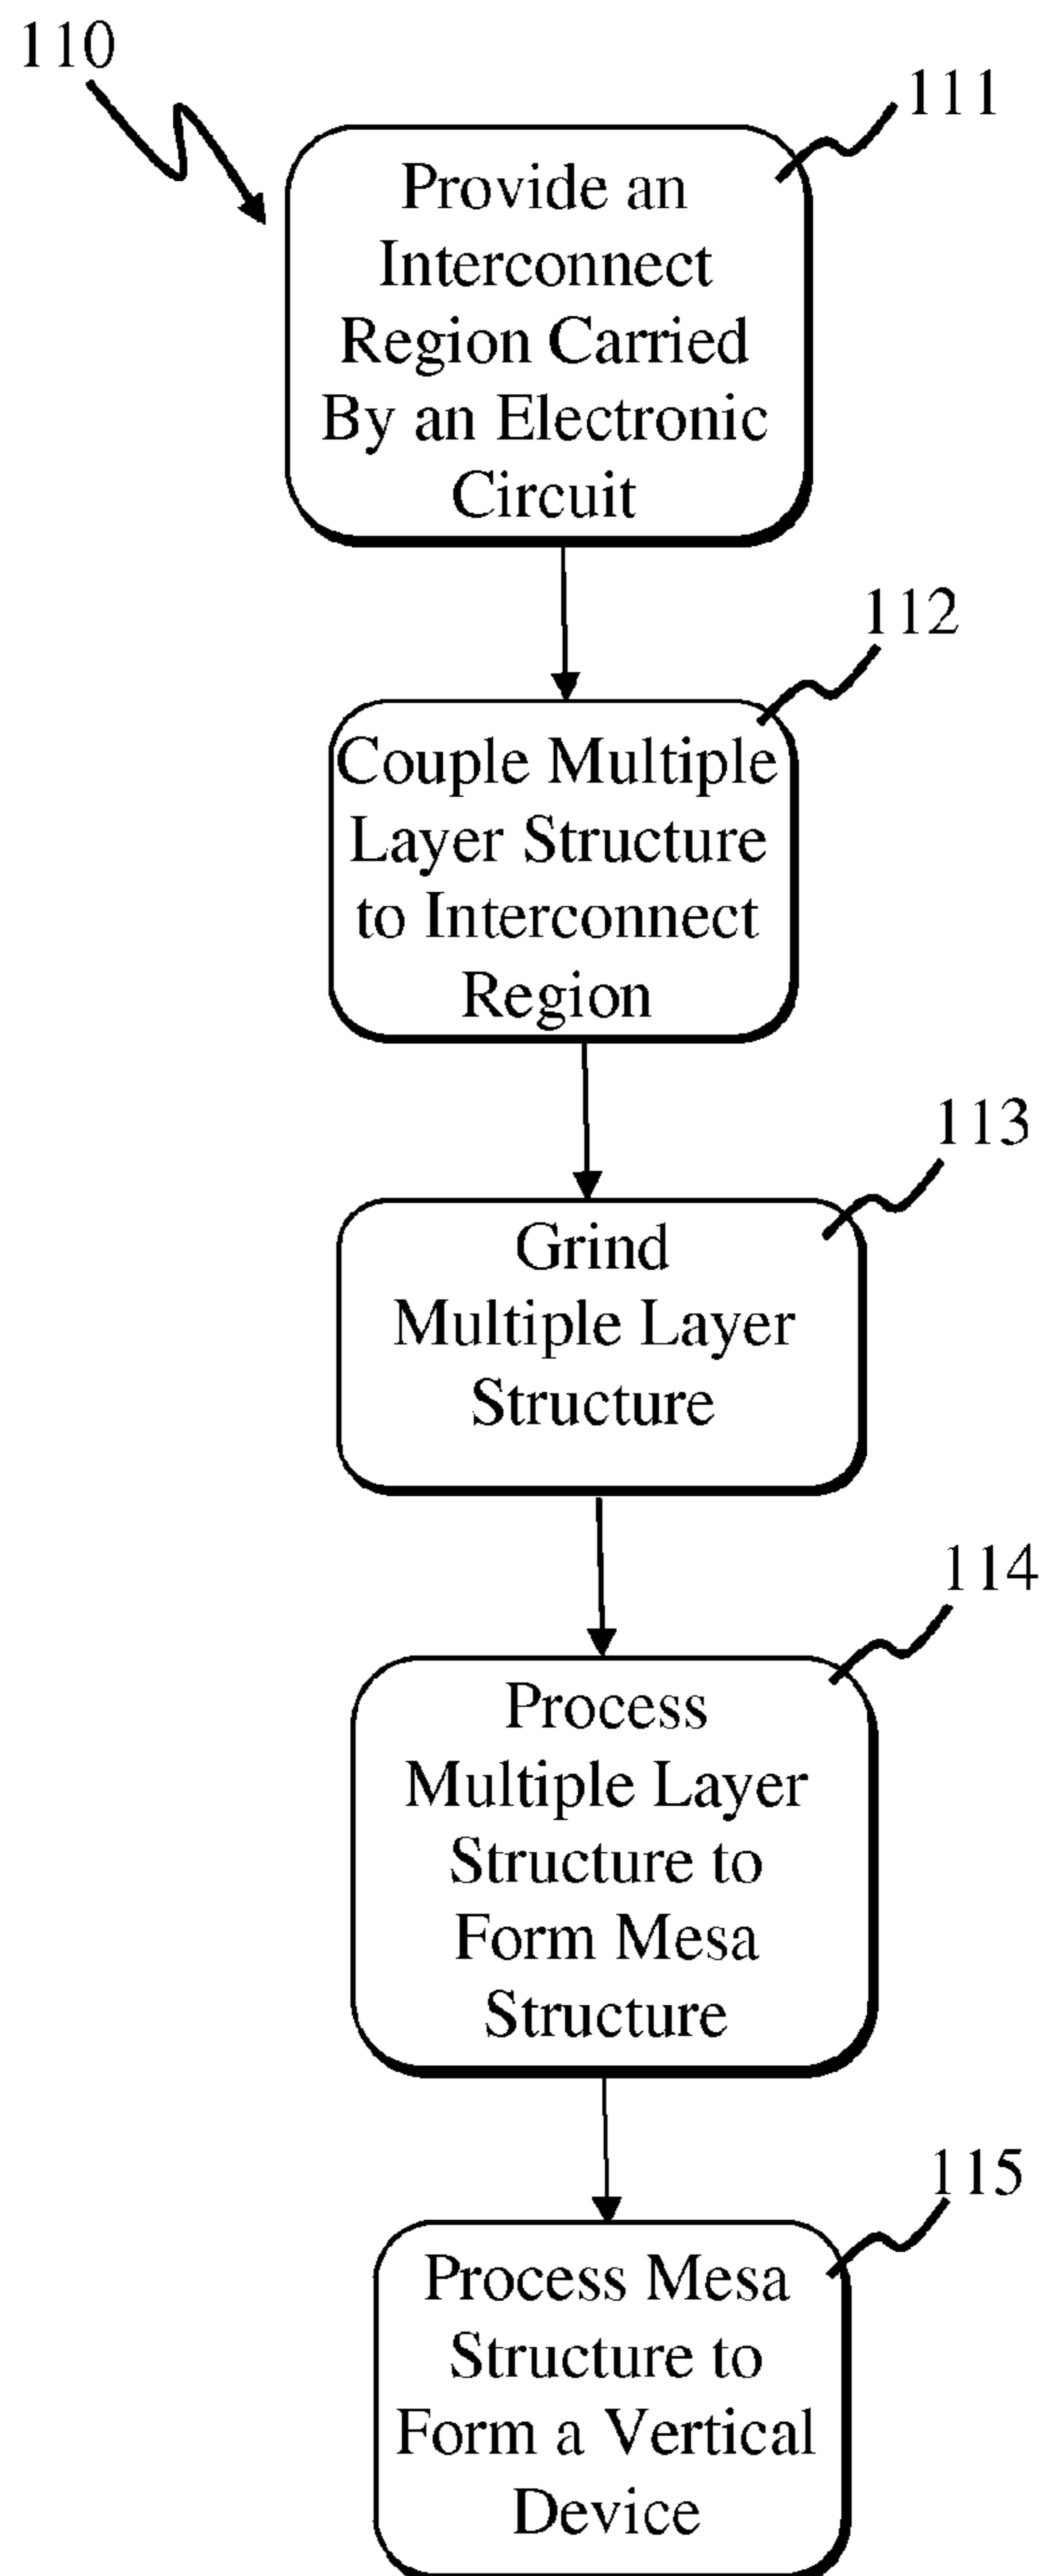 110
111
Provide an
Interconnect
Region Carried
By an Electronic
Circuit
112
Couple Multiple
Layer Structure
to Interconnect
Region
113
Grind
Multiple Layer
Structure
114
Process
Multiple Layer
Structure to
Form Mesa
Structure
115
Process Mesa
Structure to
Form a Vertical
Device